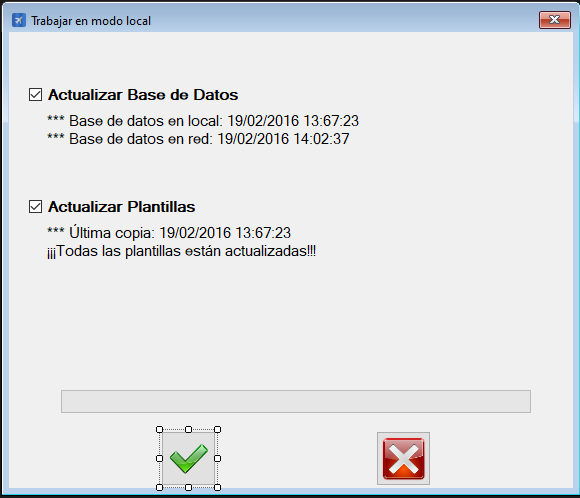 Trabajar en modo local
Actualizar Base de Datos
*** Base de datos en local: 19/02/2016 13:67:23
*** Base de datos en red: 19/02/2016 14:02:37
Actualizar Plantillas
*** Última copia: 19/02/2016 13:67:23
¡¡¡Todas las plantillas están actualizadas!!!